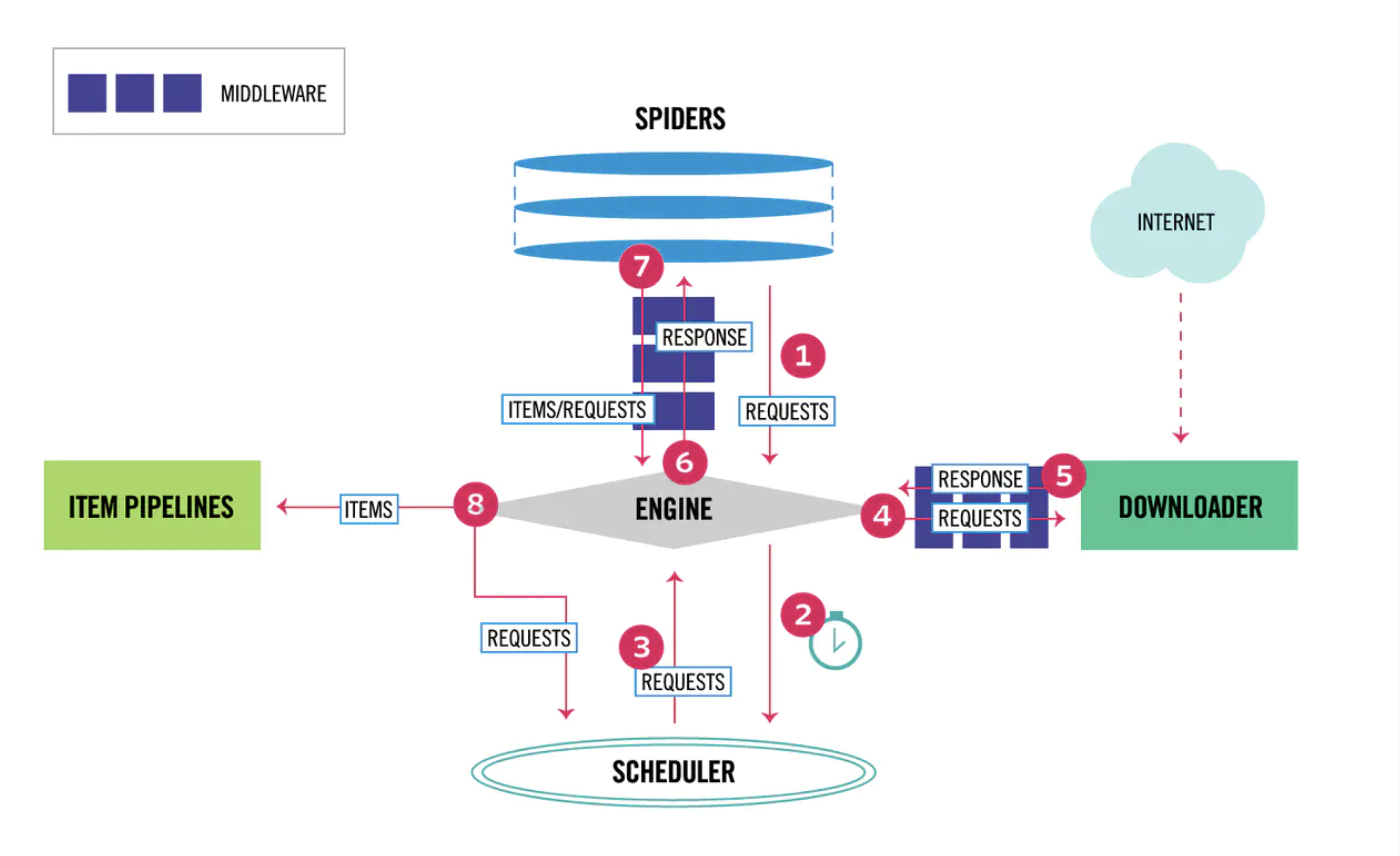 MIDDLEWARE
SPIDERS
INTERNET
7
RESPONSE
1
ITEMS/REQUESTS
REQUESTS
6
5
RESPONSE
ITEM PIPELINES
ITEMS
8
ENGINE
4
REQUESTS
DOWNLOADER
2
REQUESTS
3
REQUESTS
SCHEDULER